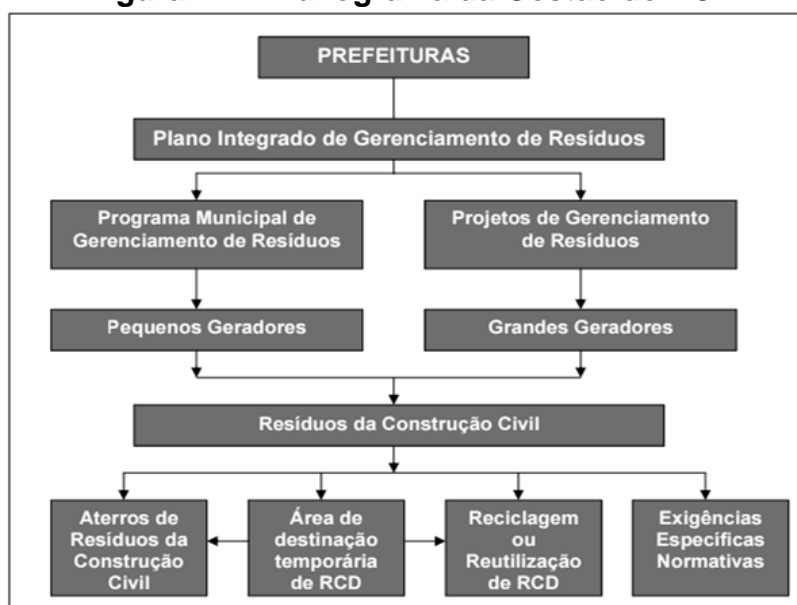 PREFEITURAS
Plano Integrado de Gerenciamento de Resíduos
Programa Municipal de
Gerenciamento de Resíduos
Projetos de Gerenciamento
de Resíduos
Pequenos Geradores
Grandes Geradores
Resíduos da Construção Civil
Aterros de
Resíduos da
Construção
Civil
Área de
destinação
temporária
de RCD
Reciclagem
ou
Reutilização
de RCD
Exigências
Específicas
Normativas